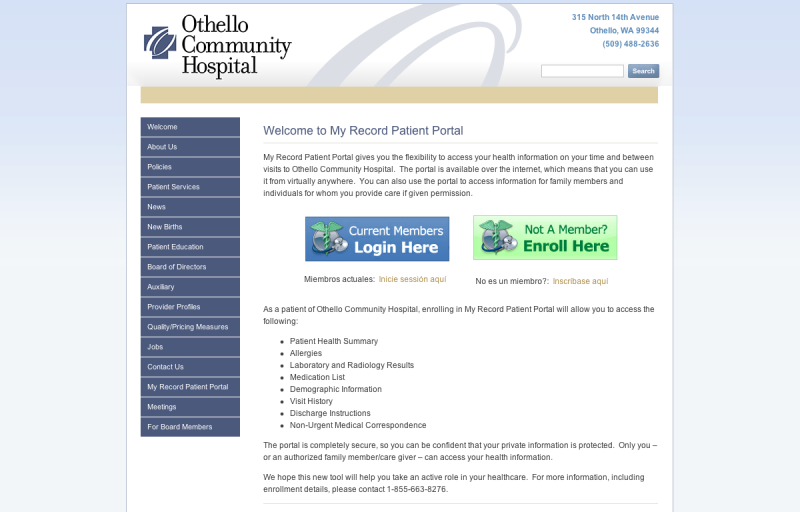 Othello
Community
Hospital
315 North 14th Avenue
Othello, WA 99344
(509) 488-2636
Search
Welcome
About Us
Policies
Patient Services
News
New Births
Patient Education
Board of Directors
Auxiliary
Provider Profiles
Quality/Pricing Measures
Jobs
Contact Us
My Record Patient Portal
Meetings
For Board Members
Welcome to My Record Patient Portal
My Record Patient Portal gives you the flexibility to access your health information on your time and between
visits to Othello Community Hospital.  The portal is available over the internet, which means that you can use
it from virtually anywhere.  You can also use the portal to access information for family members and
individuals for whom you provide care if given permission.
Current Members
Login Here
Not A Member?
Enroll Here
Miembros actuales:  Inicie sessión aquí
No es un miembro?:  Inscribase aquí
As a patient of Othello Community Hospital, enrolling in My Record Patient Portal will allow you to access the
following:
Patient Health Summary
Allergies
Laboratory and Radiology Results
Medication List
Demographic Information
Visit History
Discharge Instructions
Non-Urgent Medical Correspondence
The portal is completely secure, so you can be confident that your private information is protected.  Only you –
or an authorized family member/care giver – can access your health information.
We hope this new tool will help you take an active role in your healthcare.  For more information, including
enrollment details, please contact 1-855-663-8276.